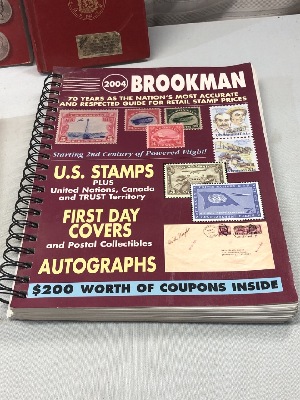 2004 BROOKMAN
70 YEARS AS THE NATION'S MOST ACCURATE
AND RESPECTED GUIDE FOR RETAIL STAMP PRICES
Starting 2nd Century of Powered Flight!
U.S. STAMPS
PLUS
United Nations, Canada
and TRUST Territory
FIRST DAY
COVERS
and Postal Collectibles
AUTOGRAPHS
$200 WORTH OF COUPONS INSIDE